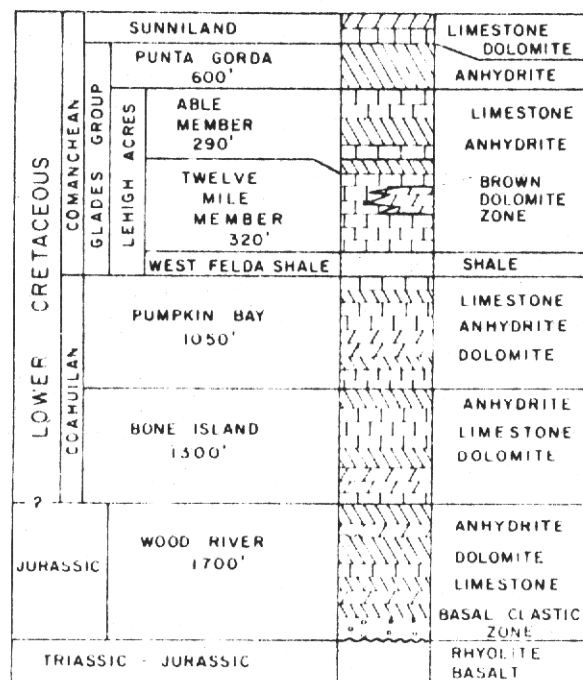 SUNNILAND
LIMESTONE
DOLOMITE
PUNTA GORDA
600'
ANHYDRITE
LOWER CRETACEOUS
COMANCHEAN
GLADES GROUP
LEHIGH ACRES
ABLE
MEMBER
290'
LIMESTONE
ANHYDRITE
TWELVE
MILE
MEMBER
320'
BROWN
DOLOMITE
ZONE
WEST FELDA SHALE
SHALE
COAHUILAN
PUMPKIN BAY
1050'
LIMESTONE
ANHYDRITE
DOLOMITE
BONE ISLAND
1300'
ANHYDRITE
LIMESTONE
DOLOMITE
?
JURASSIC
WOOD RIVER
1700'
ANHYDRITE
DOLOMITE
LIMESTONE
BASAL CLASTIC
ZONE
TRIASSIC - JURASSIC
RHYOLITE
BASALT